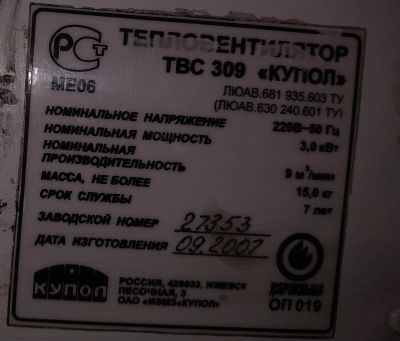 РСТ
МЕ06
ТЕПЛОВЕНТИЛЯТОР
ТВС 309 «КУПОЛ»
ЛЮАВ.681 935.603 ТУ
(ЛЮАВ.630 240.601 ТУ)
НОМИНАЛЬНОЕ НАПРЯЖЕНИЕ 220В~50 Гц
НОМИНАЛЬНАЯ МОЩНОСТЬ 3,0 кВт
НОМИНАЛЬНАЯ
ПРОИЗВОДИТЕЛЬНОСТЬ 9 м³/мин
МАССА, НЕ БОЛЕЕ 15,0 кг
СРОК СЛУЖБЫ 7 лет
ЗАВОДСКОЙ НОМЕР 27353
ДАТА ИЗГОТОВЛЕНИЯ 09.2007
КУПОЛ
РОССИЯ, 426033, ИЖЕВСК
ПЕСОЧНАЯ, 3
ОАО «ИЭМЗ «КУПОЛ»
ОП 019